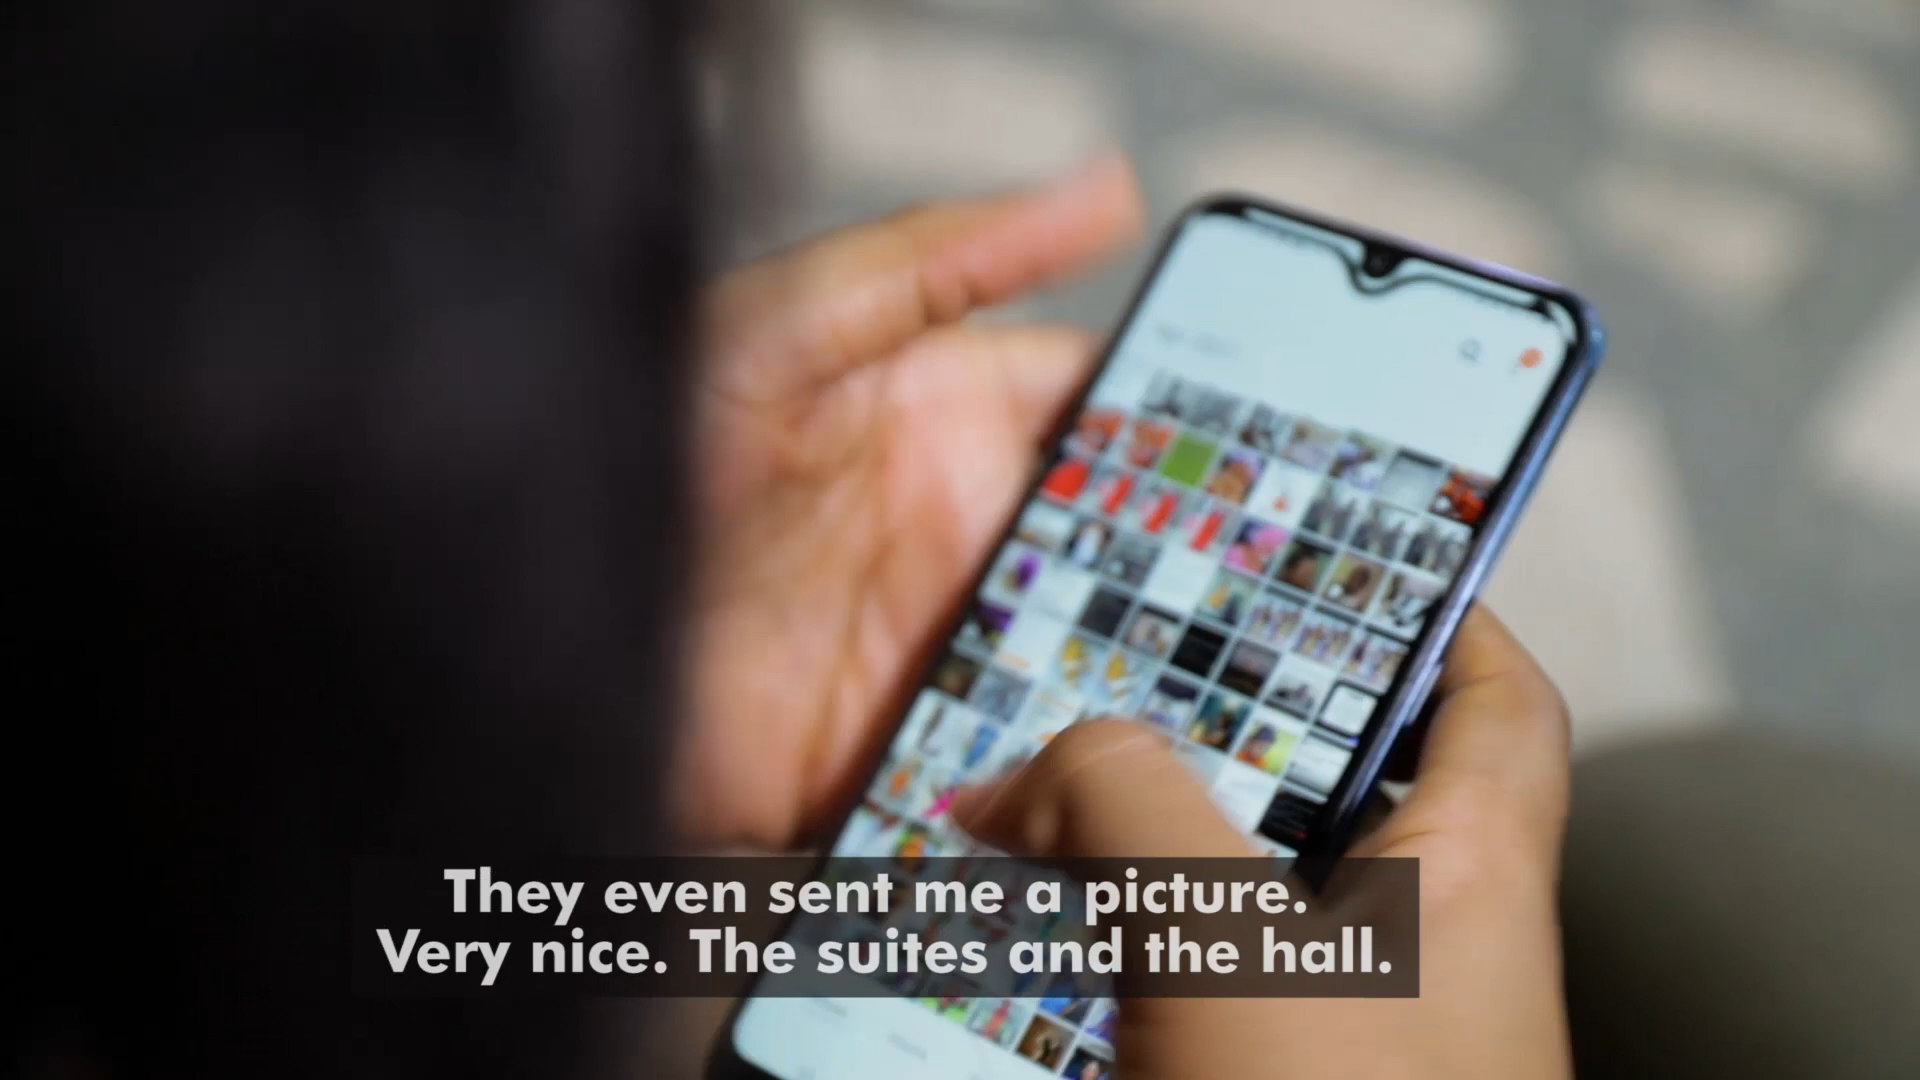 They even sent me a picture.
Very nice. The suites and the hall.